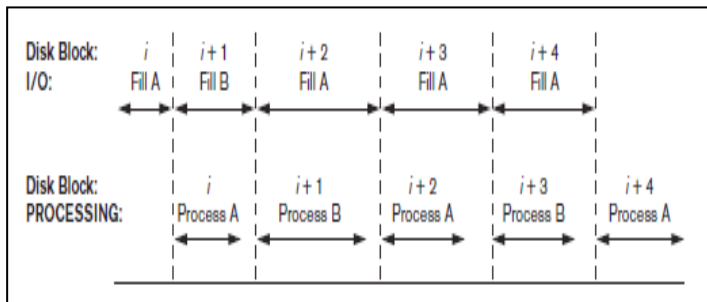 Disk Block: i i+1 i+2 i+3 i+4
I/O: Fill A Fill B Fill A Fill A Fill A
Disk Block: i i+1 i+2 i+3 i+4
PROCESSING: Process A Process B Process A Process B Process A